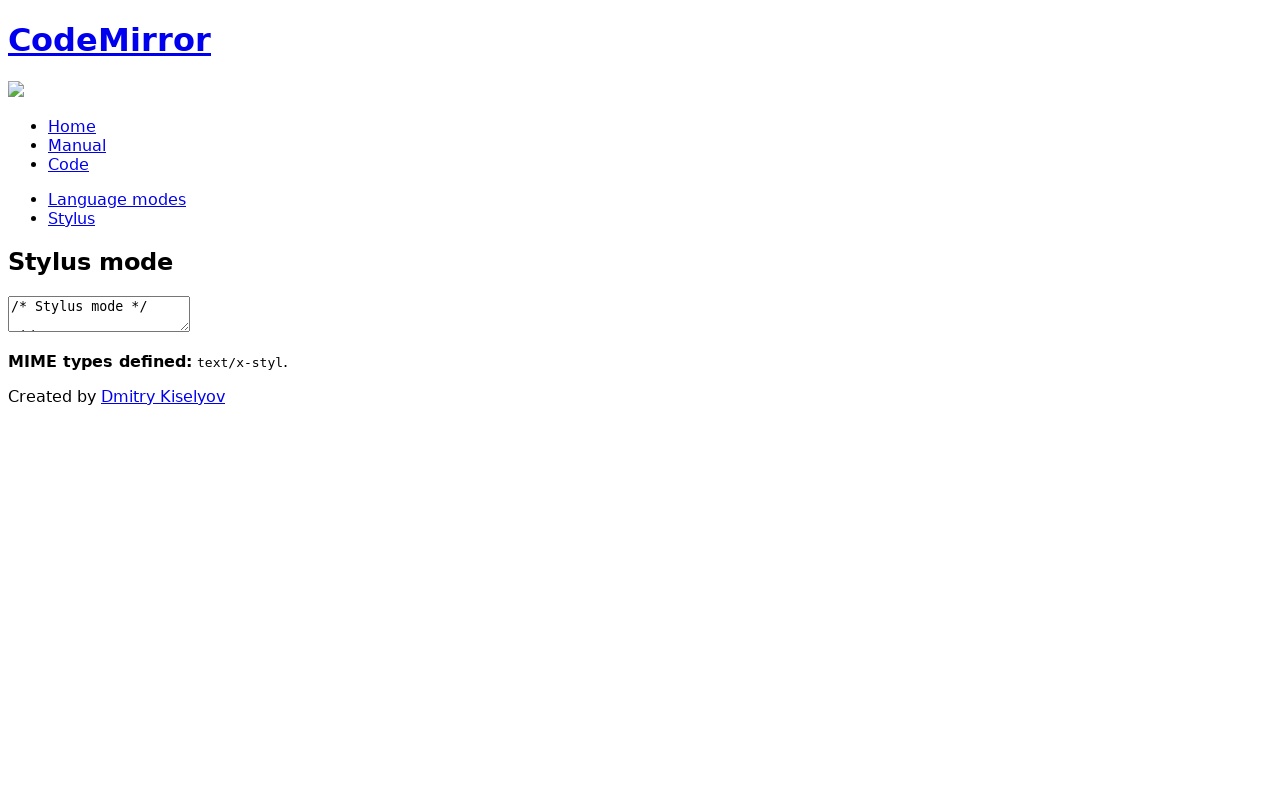 CodeMirror
Home
Manual
Code
Language modes
Stylus
Stylus mode
/* Stylus mode */
MIME types defined: text/x-styl.
Created by Dmitry Kiselyov